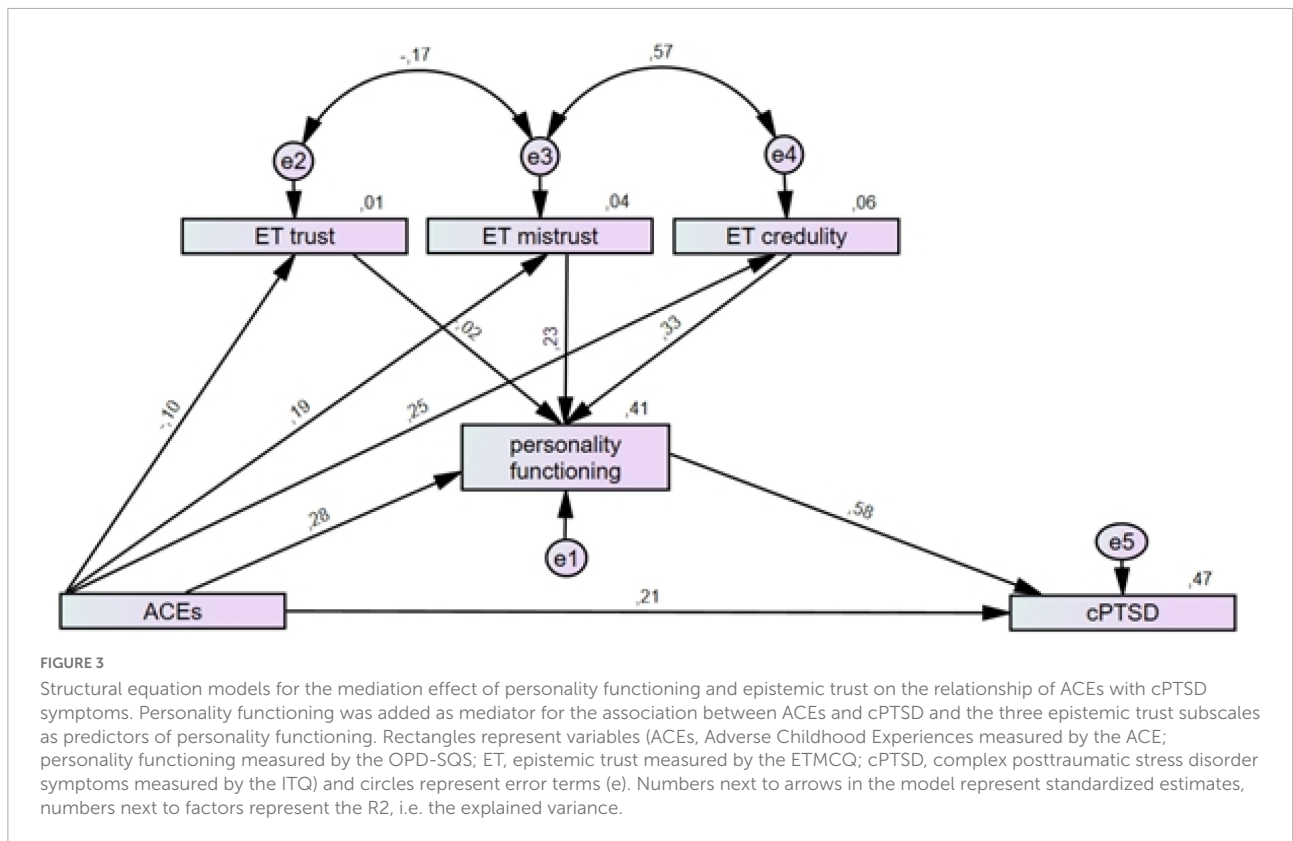 -,17
,57
e2
e3
e4
,01
,04
,06
ET trust
ET mistrust
ET credulity
-,02
,23
,33
-,10
,19
,25
,41
personality
functioning
,28
,58
e1
e5
,47
ACEs
,21
cPTSD
FIGURE 3
Structural equation models for the mediation effect of personality functioning and epistemic trust on the relationship of ACEs with cPTSD
symptoms. Personality functioning was added as mediator for the association between ACEs and cPTSD and the three epistemic trust subscales
as predictors of personality functioning. Rectangles represent variables (ACEs, Adverse Childhood Experiences measured by the ACE;
personality functioning measured by the OPD-SQS; ET, epistemic trust measured by the ETMCQ; cPTSD, complex posttraumatic stress disorder
symptoms measured by the ITQ) and circles represent error terms (e). Numbers next to arrows in the model represent standardized estimates,
numbers next to factors represent the R2, i.e. the explained variance.